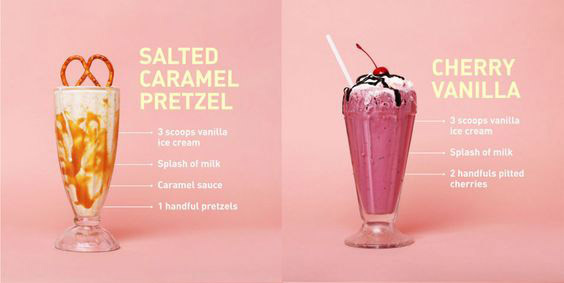 SALTED
CARAMEL
PRETZEL
3 scoops vanilla
ice cream
Splash of milk
Caramel sauce
1 handful pretzels
CHERRY
VANILLA
3 scoops vanilla
ice cream
Splash of milk
2 handfuls pitted
cherries